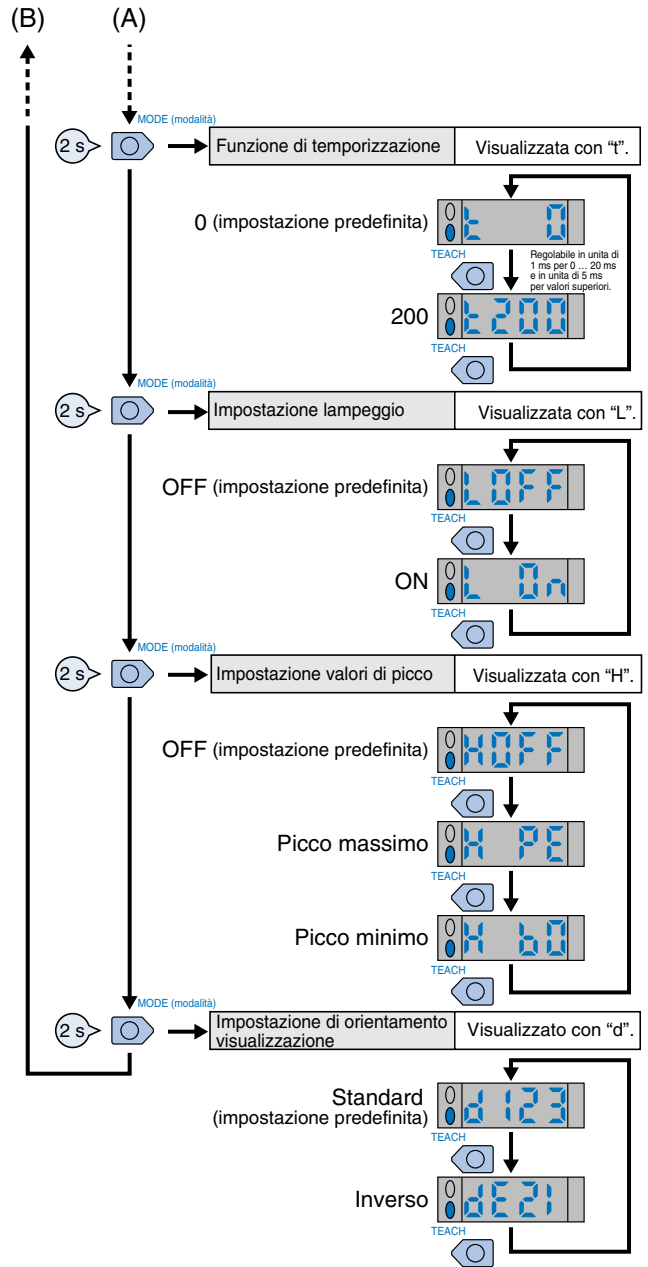 (B) (A)
MODE (modalità)
2 s Funzione di temporizzazione Visualizzata con “t”.
0 (impostazione predefinita) t 0
TEACH
Regolabile in unita di
1 ms per 0 ... 20 ms
e in unita di 5 ms
per valori superiori.
200 t200
TEACH
MODE (modalità)
2 s Impostazione lampeggio Visualizzata con “L”.
OFF (impostazione predefinita) LOFF
TEACH
ON L On
TEACH
MODE (modalità)
2 s Impostazione valori di picco Visualizzata con “H”.
OFF (impostazione predefinita) HOFF
TEACH
Picco massimo H PE
TEACH
Picco minimo H b0
TEACH
MODE (modalità)
2 s Impostazione di orientamento
visualizzazione
Visualizzato con “d”.
Standard d123
(impostazione predefinita)
TEACH
Inverso dE21
TEACH